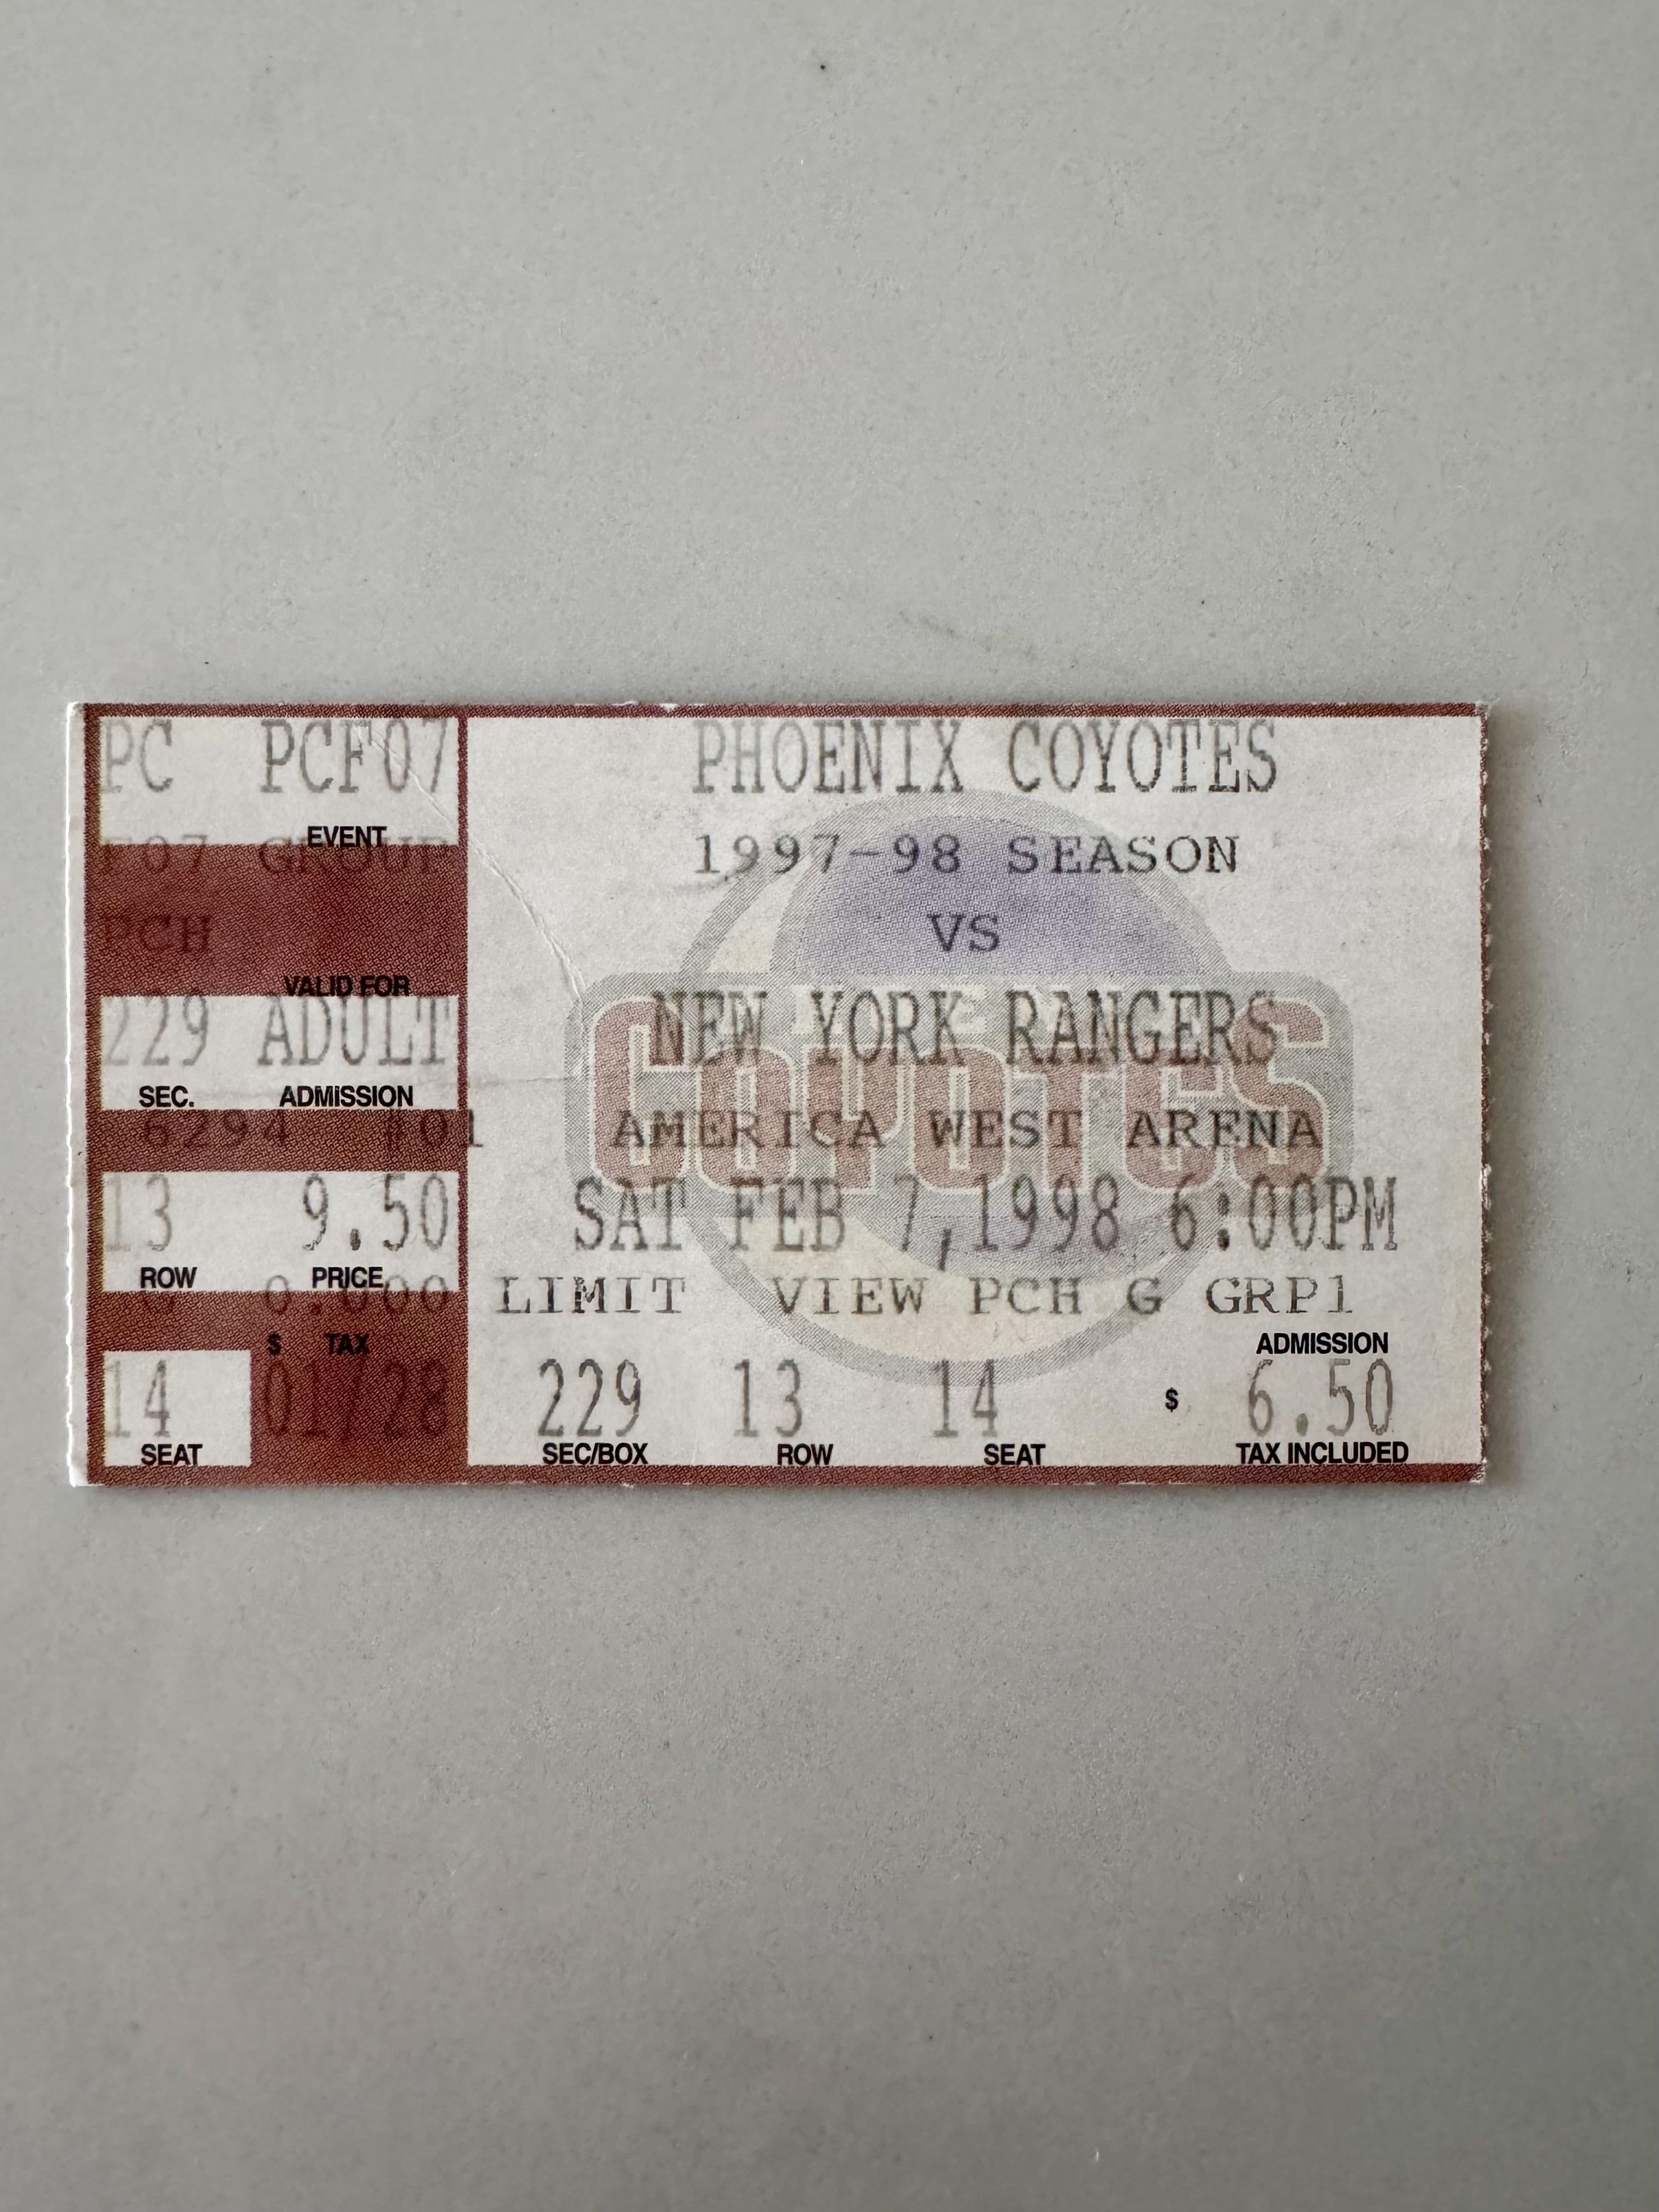 PC PCF07
EVENT
F07 GROUP
PCH
VALID FOR
229 ADULT
SEC. ADMISSION
6294 #01
13 9.50
ROW PRICE
G 0.000
$ TAX
14 01/28
SEAT
PHOENIX COYOTES
1997-98 SEASON
VS
NEW YORK RANGERS
COYOTES
AMERICA WEST ARENA
SAT FEB 7,1998 6:00PM
LIMIT VIEW PCH G GRP1
ADMISSION
229 13 14 $ 6.50
SEC/BOX ROW SEAT TAX INCLUDED